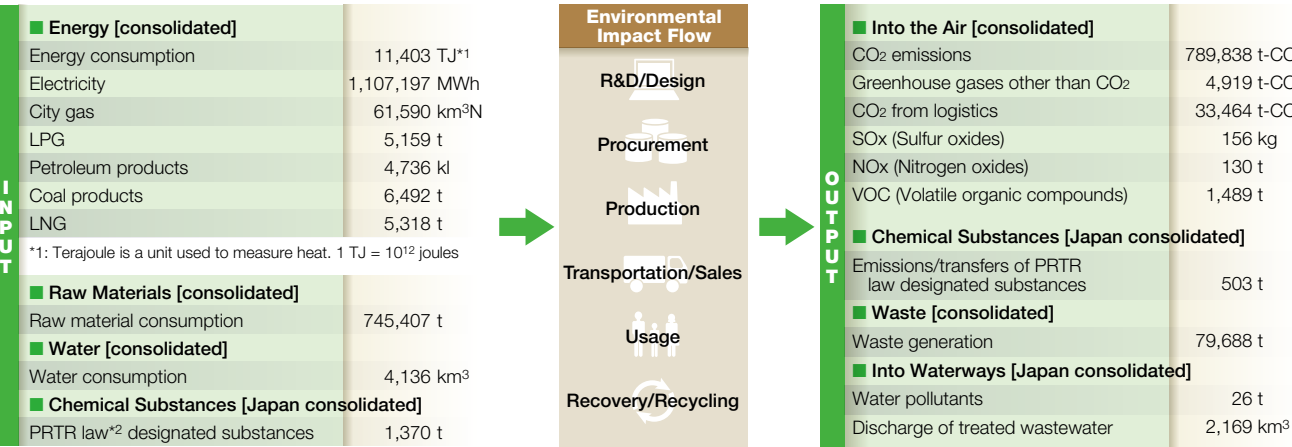 INPUT
■ Energy [consolidated]
Energy consumption 11,403 TJ*1
Electricity 1,107,197 MWh
City gas 61,590 km³N
LPG 5,159 t
Petroleum products 4,736 kl
Coal products 6,492 t
LNG 5,318 t
*1: Terajoule is a unit used to measure heat. 1 TJ = 10¹² joules
■ Raw Materials [consolidated]
Raw material consumption 745,407 t
■ Water [consolidated]
Water consumption 4,136 km³
■ Chemical Substances [Japan consolidated]
PRTR law*2 designated substances 1,370 t
Environmental
Impact Flow
R&D/Design
Procurement
Production
Transportation/Sales
Usage
Recovery/Recycling
OUTPUT
■ Into the Air [consolidated]
CO2 emissions 789,838 t-CO
Greenhouse gases other than CO2 4,919 t-CO
CO2 from logistics 33,464 t-CO
SOx (Sulfur oxides) 156 kg
NOx (Nitrogen oxides) 130 t
VOC (Volatile organic compounds) 1,489 t
■ Chemical Substances [Japan consolidated]
Emissions/transfers of PRTR
law designated substances 503 t
■ Waste [consolidated]
Waste generation 79,688 t
■ Into Waterways [Japan consolidated]
Water pollutants 26 t
Discharge of treated wastewater 2,169 km³